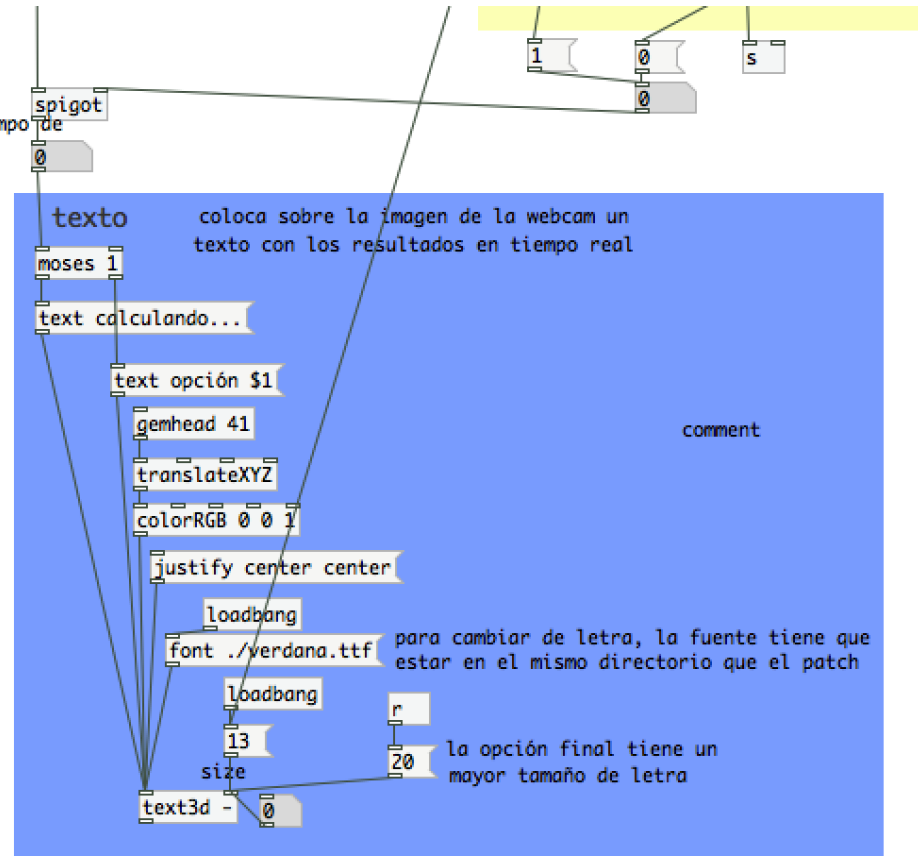 1
0
s
0
spigot
mpo de
0
texto
coloca sobre la imagen de la webcam un
texto con los resultados en tiempo real
moses 1
text calculando...
text opción $1
gemhead 41
comment
translateXYZ
colorRGB 0 0 1
justify center center
loadbang
font ./verdana.ttf
para cambiar de letra, la fuente tiene que
estar en el mismo directorio que el patch
loadbang
r
13
20
la opción final tiene un
mayor tamaño de letra
size
text3d -
0